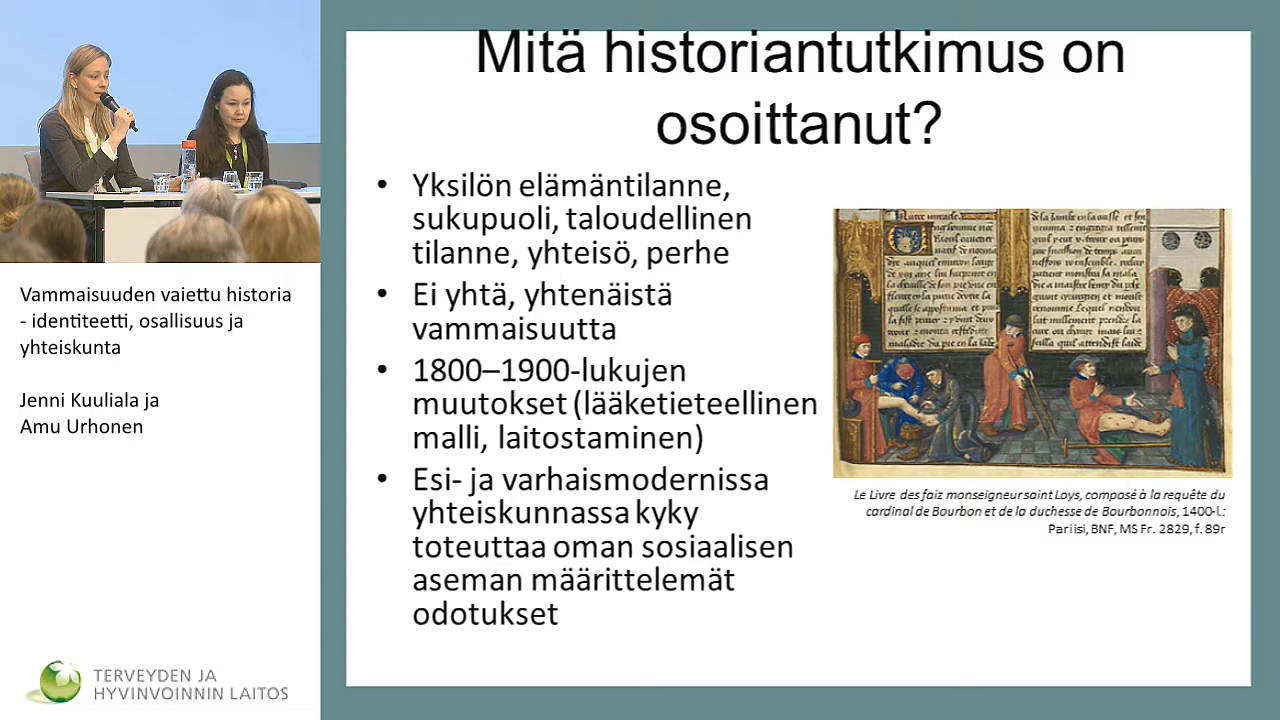 Mitä historiantutkimus on
osoittanut?
• Yksilön elämäntilanne,
sukupuoli, taloudellinen
tilanne, yhteisö, perhe
• Ei yhtä, yhtenäistä
vammaisuutta
• 1800–1900-lukujen
muutokset (lääketieteellinen
malli, laitostaminen)
• Esi- ja varhaismodernissa
yhteiskunnassa kyky
toteuttaa oman sosiaalisen
aseman määrittelemät
odotukset
Le Livre des faiz monseigneur saint Loys, composé à la requête du
cardinal de Bourbon et de la duchesse de Bourbonnois, 1400-l.:
Pariisi, BNF, MS Fr. 2829, f. 89r
Vammaisuuden vaiettu historia
- identiteetti, osallisuus ja
yhteiskunta
Jenni Kuuliala ja
Amu Urhonen
TERVEYDEN JA
HYVINVOINNIN LAITOS